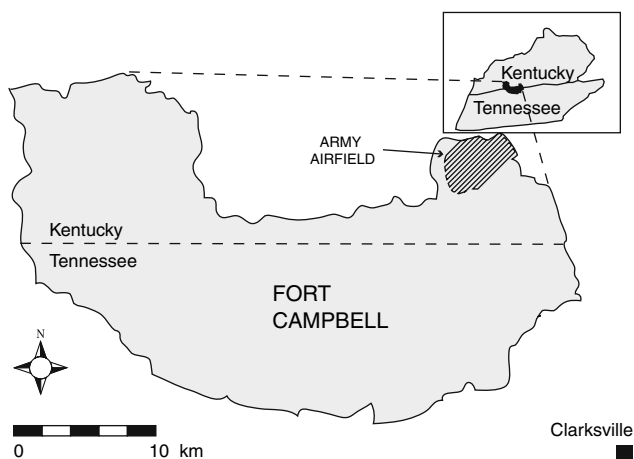 Kentucky
Tennessee
ARMY
AIRFIELD
Kentucky
Tennessee
FORT
CAMPBELL
N
0 10 km
Clarksville